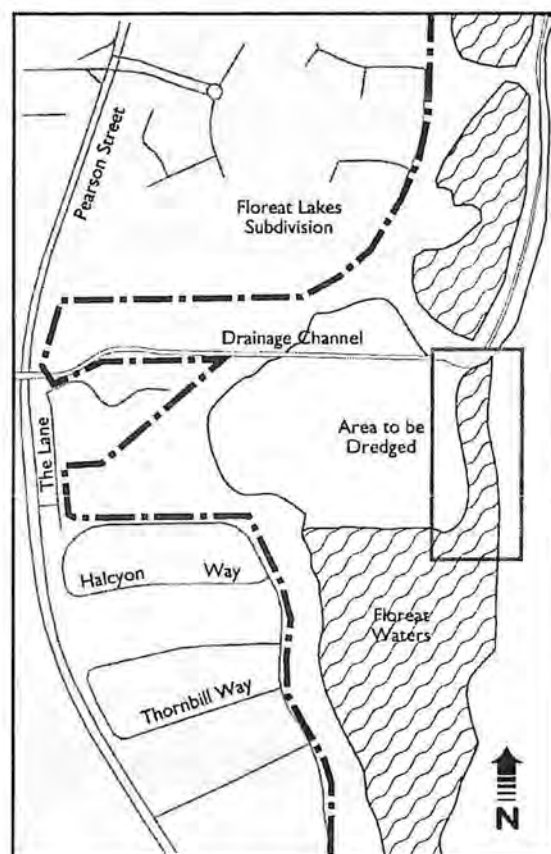 Pearson Street
Floreat Lakes
Subdivision
Drainage Channel
Area to be
Dredged
The Lane
Halcyon Way
Floreat
Waters
Thornbill Way
N